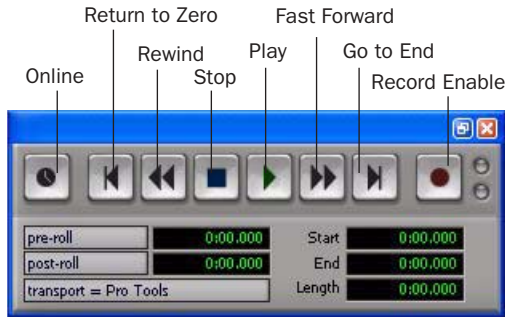 Return to Zero
Fast Forward
Rewind
Play
Go to End
Online
Stop
Record Enable
pre-roll 0:00.000 Start 0:00.000
post-roll 0:00.000 End 0:00.000
transport = Pro Tools Length 0:00.000